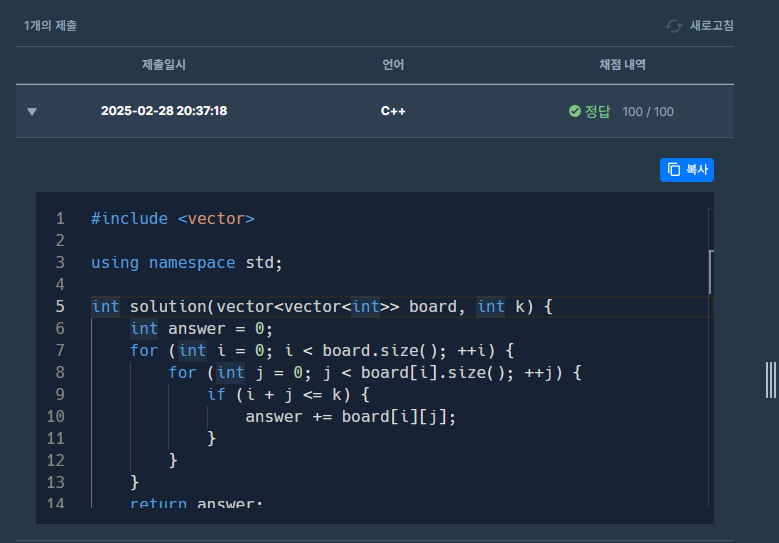 1개의 제출
새로고침
제출일시 언어 채점 내역
2025-02-28 20:37:18 C++ 정답 100 / 100
복사
1 #include <vector>
2
3 using namespace std;
4
5 int solution(vector<vector<int>> board, int k) {
6     int answer = 0;
7     for (int i = 0; i < board.size(); ++i) {
8         for (int j = 0; j < board[i].size(); ++j) {
9             if (i + j <= k) {
10                 answer += board[i][j];
11             }
12         }
13     }
14     return answer;